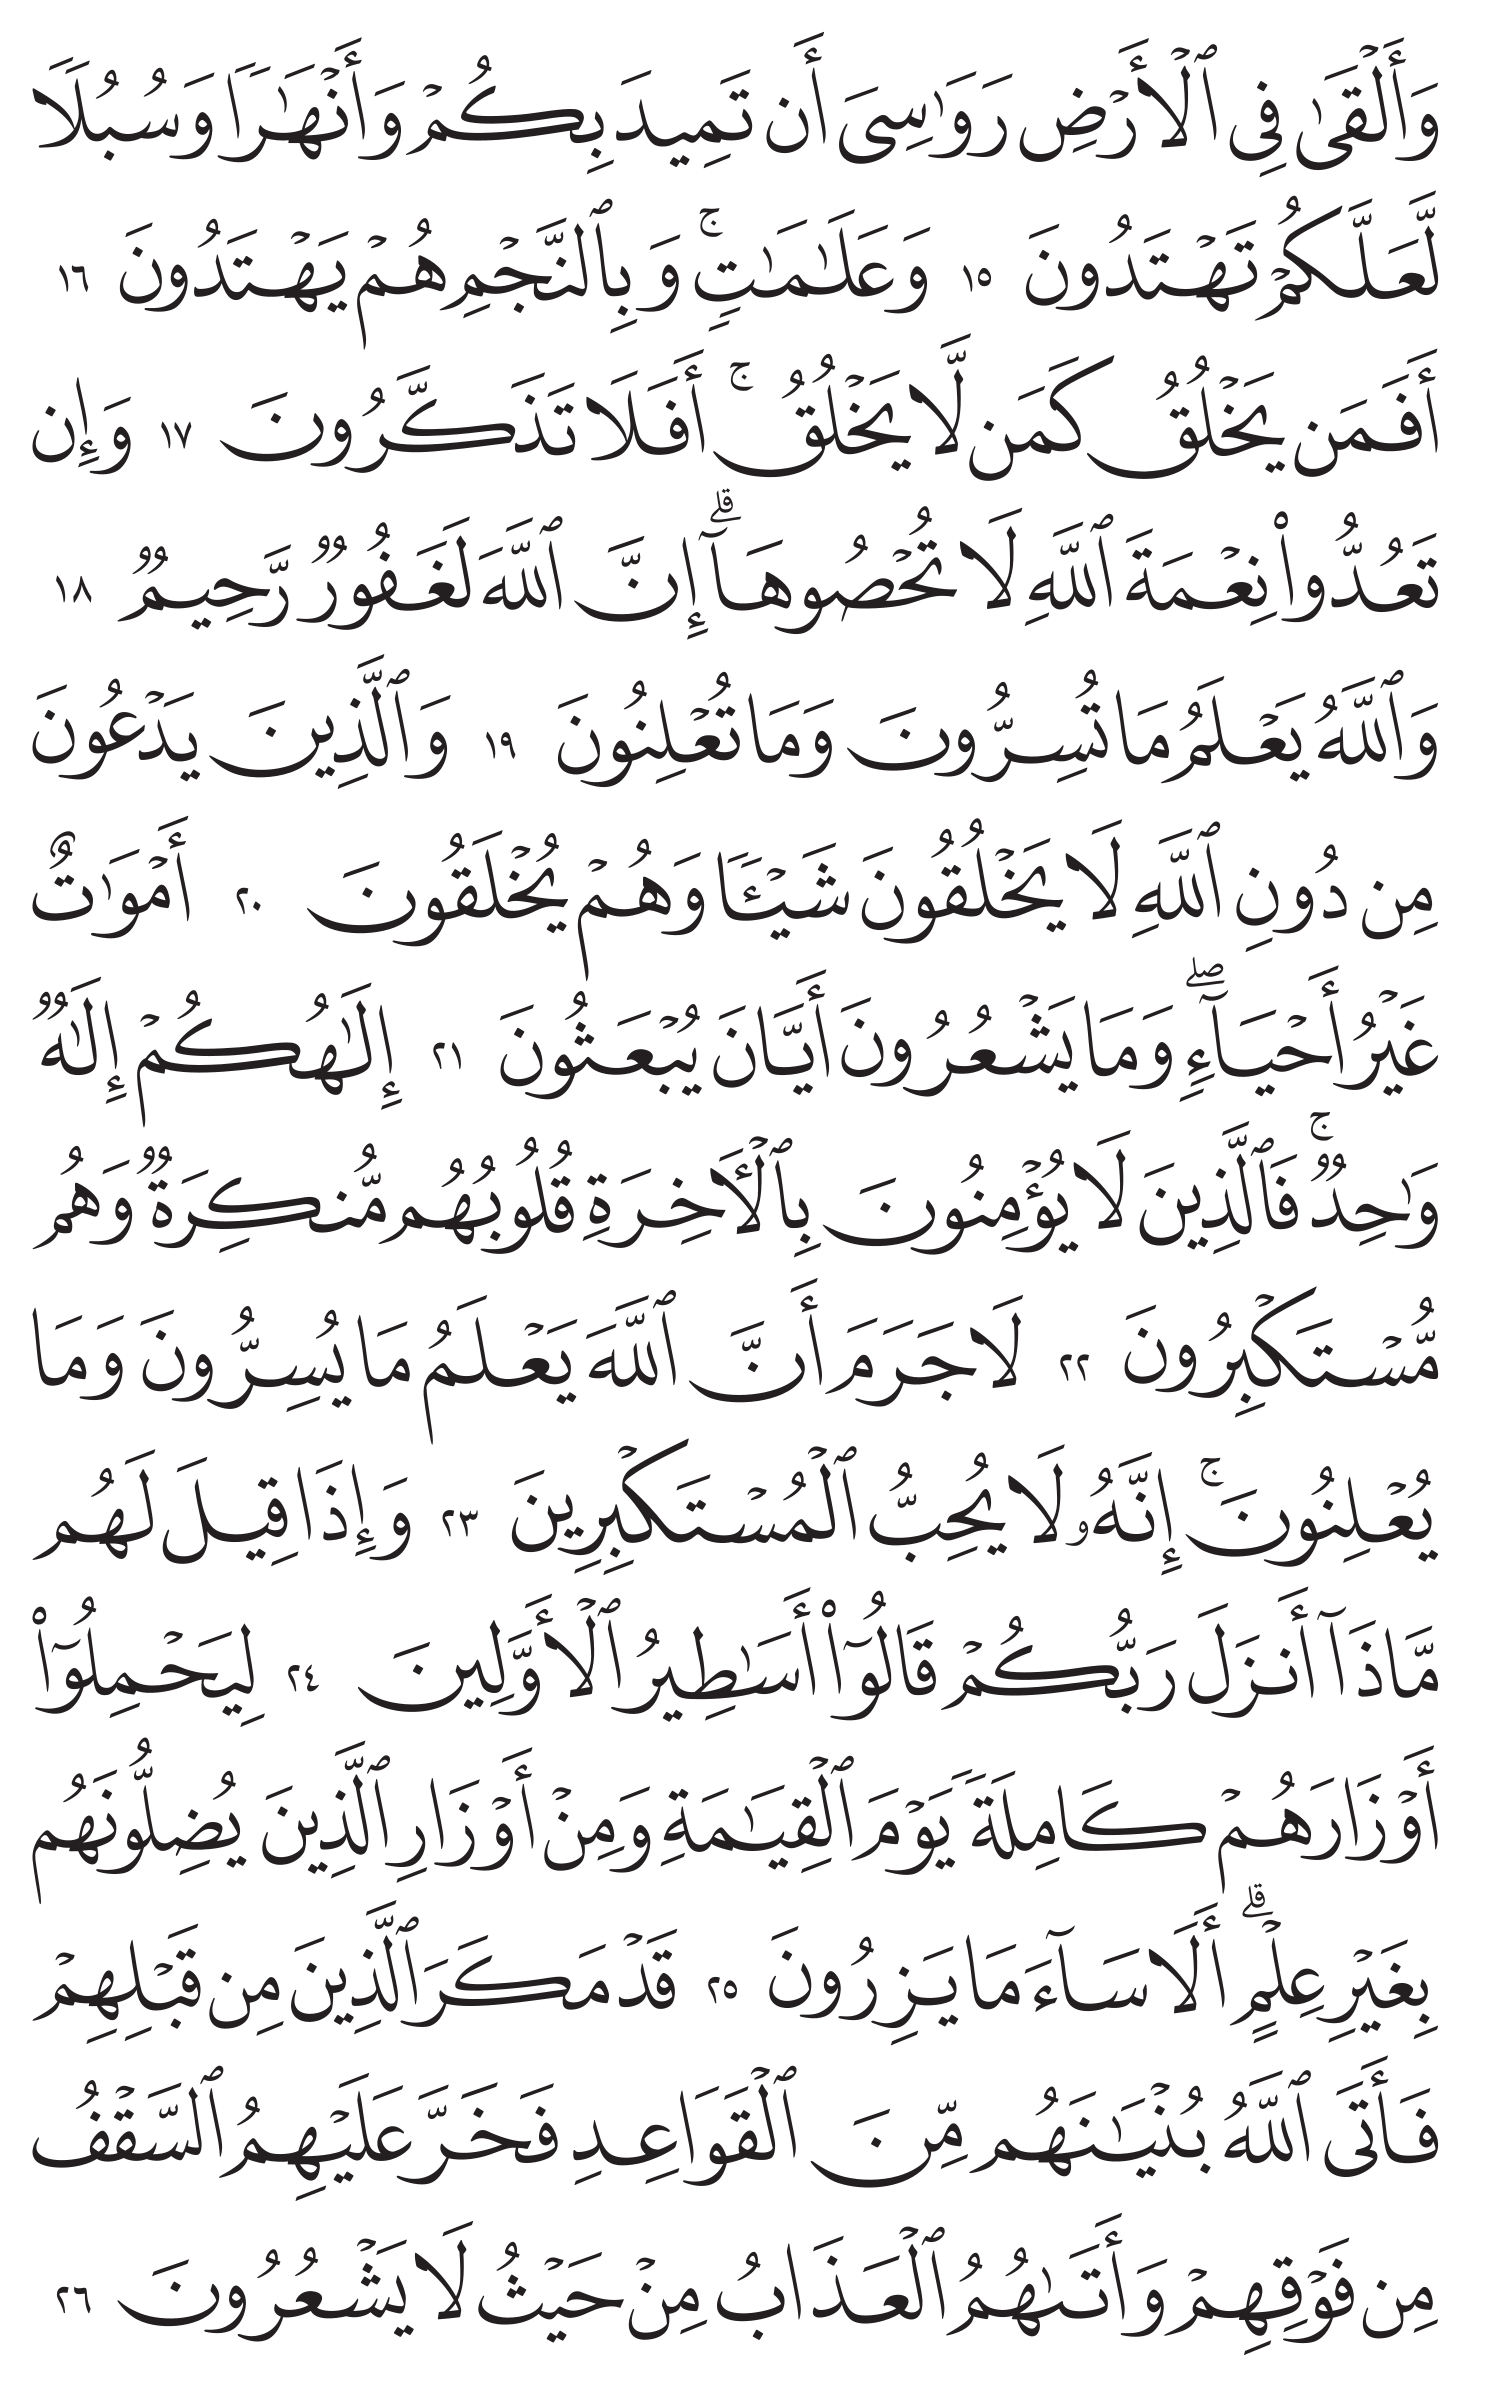 وَأَلْقَىٰ فِى ٱلْأَرْضِ رَوَٰسِىَ أَن تَمِيدَ بِكُمْ وَأَنْهَٰرًا وَسُبُلًا
لَّعَلَّكُمْ تَهْتَدُونَ ١٥ وَعَلَٰمَٰتٍ ۚ وَبِٱلنَّجْمِ هُمْ يَهْتَدُونَ ١٦
أَفَمَن يَخْلُقُ كَمَن لَّا يَخْلُقُ ۚ أَفَلَا تَذَكَّرُونَ ١٧ وَإِن
تَعُدُّوا۟ نِعْمَةَ ٱللَّهِ لَا تُحْصُوهَآ ۗ إِنَّ ٱللَّهَ لَغَفُورٌ رَّحِيمٌ ١٨
وَٱللَّهُ يَعْلَمُ مَا تُسِرُّونَ وَمَا تُعْلِنُونَ ١٩ وَٱلَّذِينَ يَدْعُونَ
مِن دُونِ ٱللَّهِ لَا يَخْلُقُونَ شَيْـًٔا وَهُمْ يُخْلَقُونَ ٢٠ أَمْوَٰتٌ
غَيْرُ أَحْيَآءٍ ۖ وَمَا يَشْعُرُونَ أَيَّانَ يُبْعَثُونَ ٢١ إِلَٰهُكُمْ إِلَٰهٌ
وَٰحِدٌ ۚ فَٱلَّذِينَ لَا يُؤْمِنُونَ بِٱلْـَٔاخِرَةِ قُلُوبُهُم مُّنكِرَةٌ وَهُم
مُّسْتَكْبِرُونَ ٢٢ لَا جَرَمَ أَنَّ ٱللَّهَ يَعْلَمُ مَا يُسِرُّونَ وَمَا
يُعْلِنُونَ ۚ إِنَّهُۥ لَا يُحِبُّ ٱلْمُسْتَكْبِرِينَ ٢٣ وَإِذَا قِيلَ لَهُم
مَّاذَآ أَنزَلَ رَبُّكُمْ قَالُوٓا۟ أَسَٰطِيرُ ٱلْأَوَّلِينَ ٢٤ لِيَحْمِلُوٓا۟
أَوْزَارَهُمْ كَامِلَةً يَوْمَ ٱلْقِيَٰمَةِ وَمِنْ أَوْزَارِ ٱلَّذِينَ يُضِلُّونَهُم
بِغَيْرِ عِلْمٍ ۗ أَلَا سَآءَ مَا يَزِرُونَ ٢٥ قَدْ مَكَرَ ٱلَّذِينَ مِن قَبْلِهِمْ
فَأَتَى ٱللَّهُ بُنْيَٰنَهُم مِّنَ ٱلْقَوَاعِدِ فَخَرَّ عَلَيْهِمُ ٱلسَّقْفُ
مِن فَوْقِهِمْ وَأَتَىٰهُمُ ٱلْعَذَابُ مِنْ حَيْثُ لَا يَشْعُرُونَ ٢٦